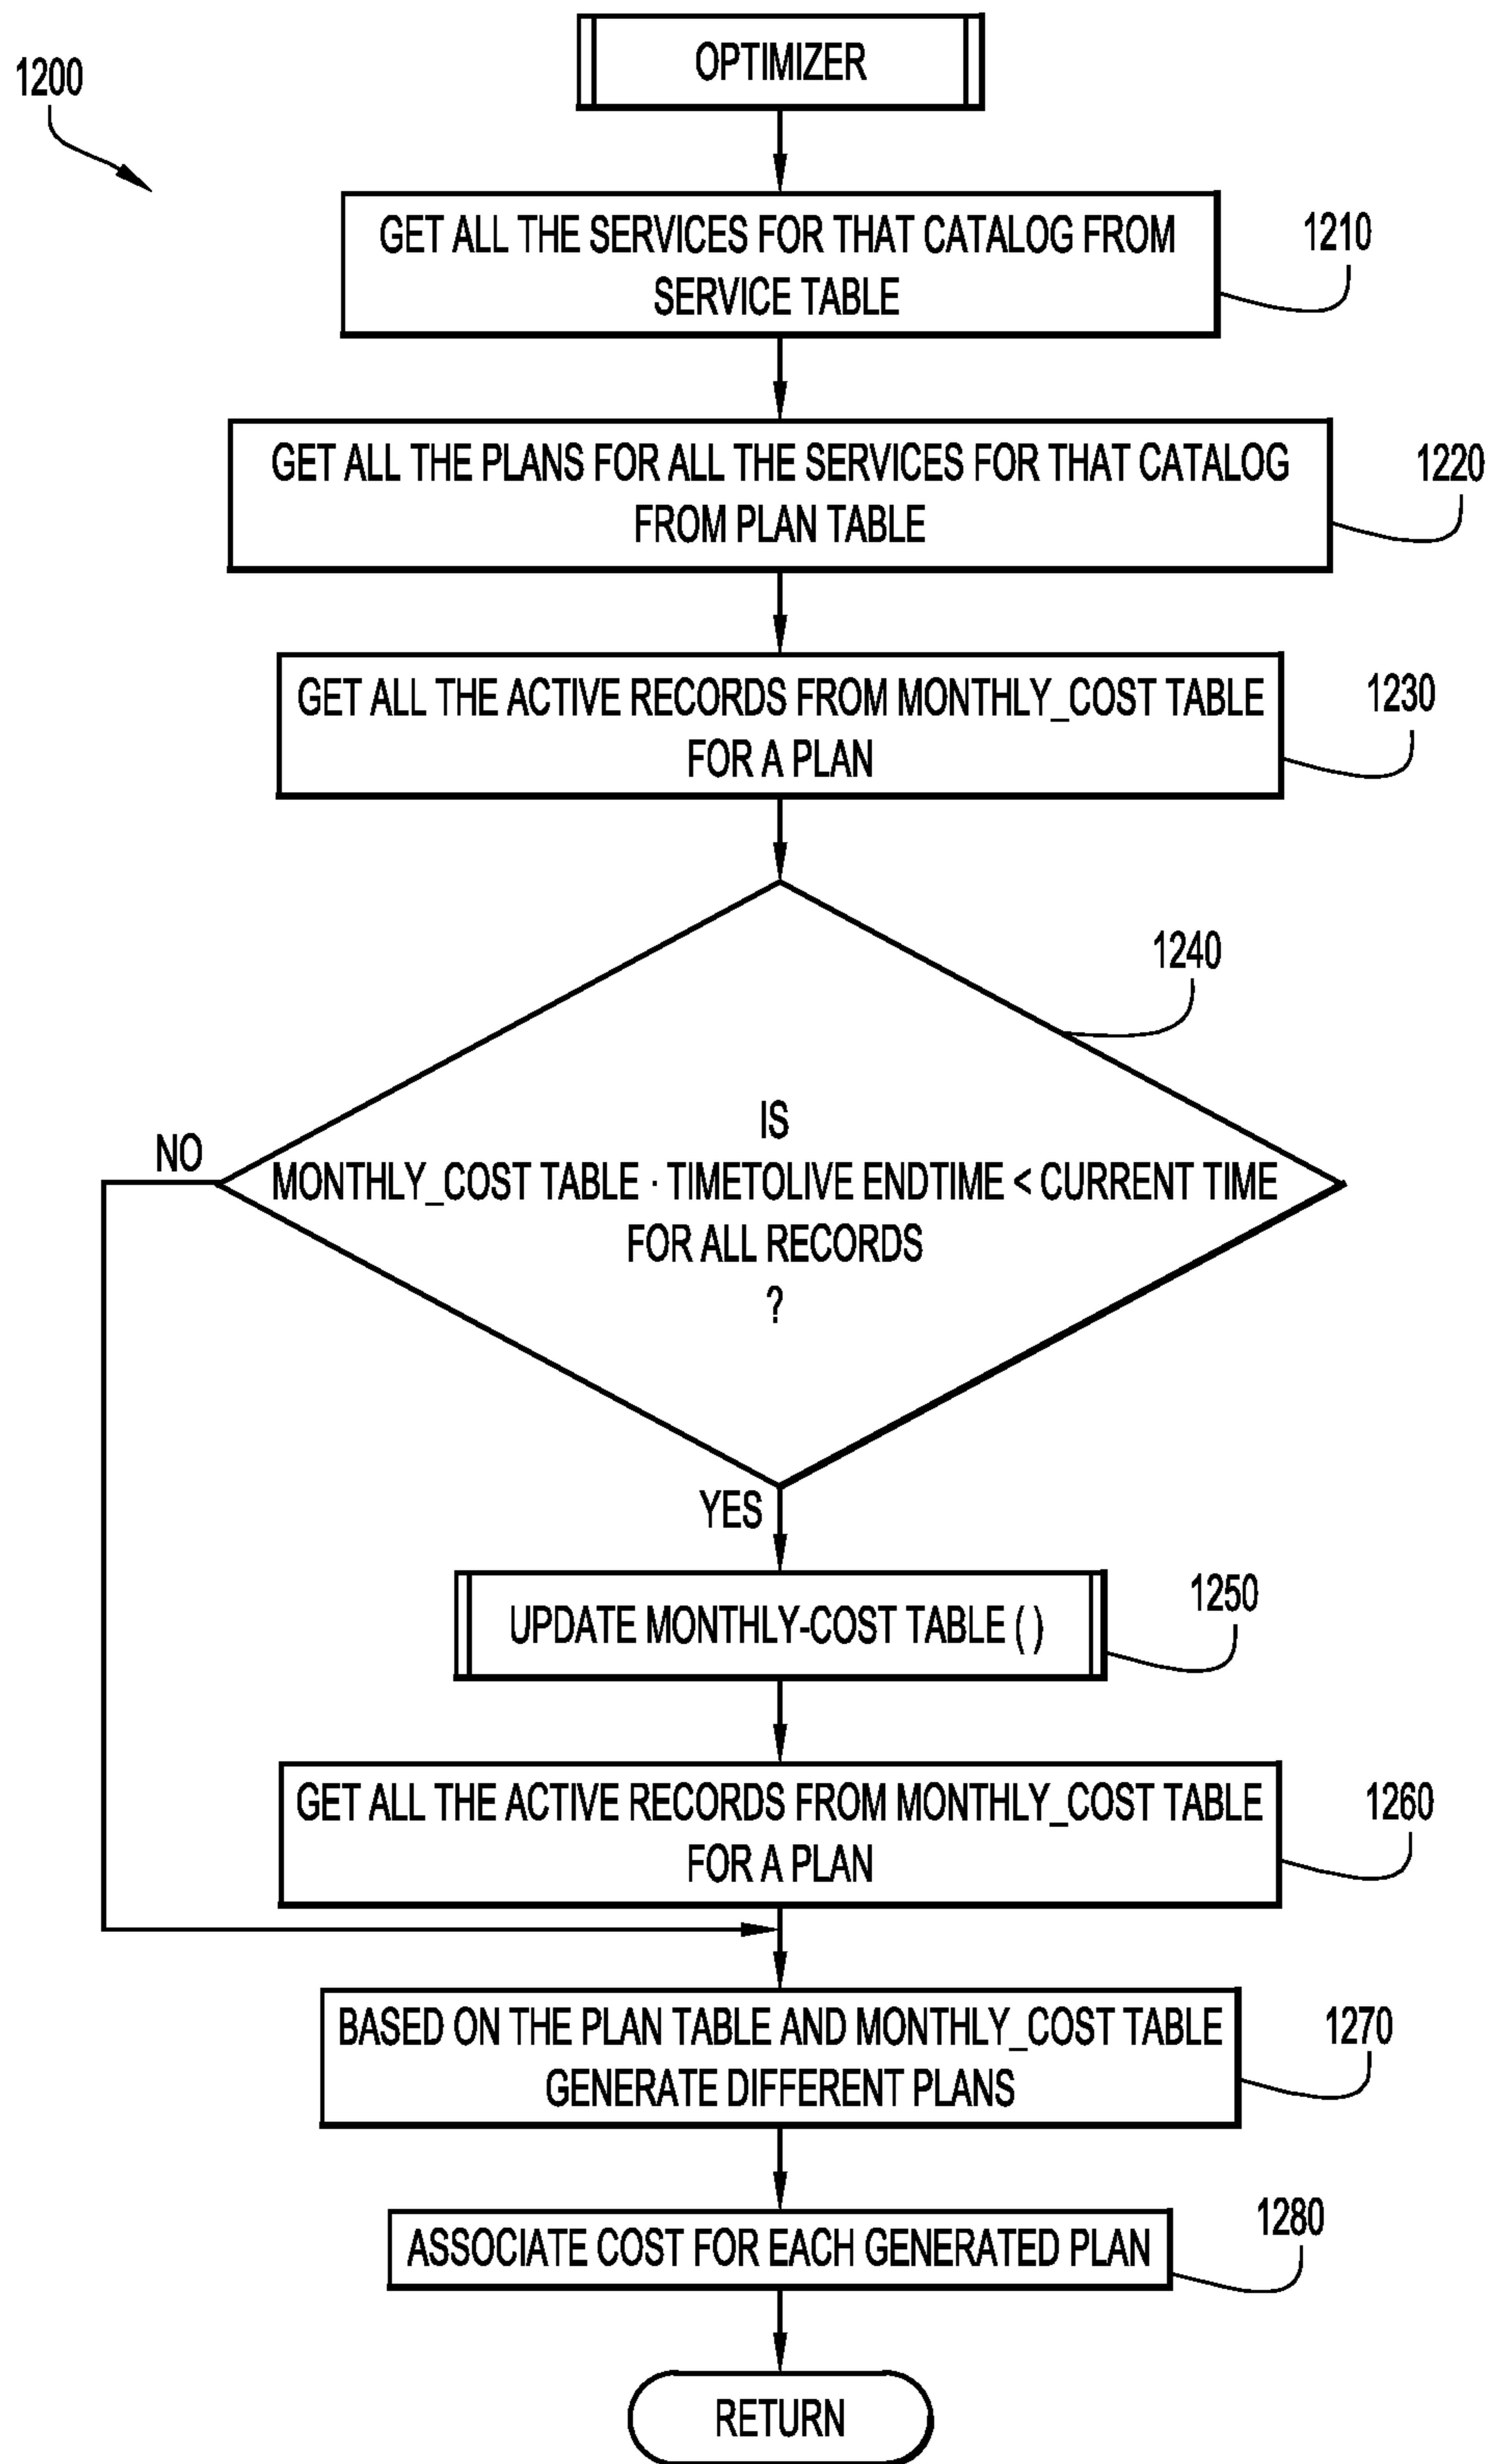 OPTIMIZER
1200
GET ALL THE SERVICES FOR THAT CATALOG FROM
SERVICE TABLE
1210
GET ALL THE PLANS FOR ALL THE SERVICES FOR THAT CATALOG
FROM PLAN TABLE
1220
GET ALL THE ACTIVE RECORDS FROM MONTHLY_COST TABLE
FOR A PLAN
1230
1240
IS
MONTHLY_COST TABLE · TIMETOLIVE ENDTIME < CURRENT TIME
FOR ALL RECORDS
?
NO
YES
UPDATE MONTHLY-COST TABLE ( )
1250
GET ALL THE ACTIVE RECORDS FROM MONTHLY_COST TABLE
FOR A PLAN
1260
BASED ON THE PLAN TABLE AND MONTHLY_COST TABLE
GENERATE DIFFERENT PLANS
1270
ASSOCIATE COST FOR EACH GENERATED PLAN
1280
RETURN